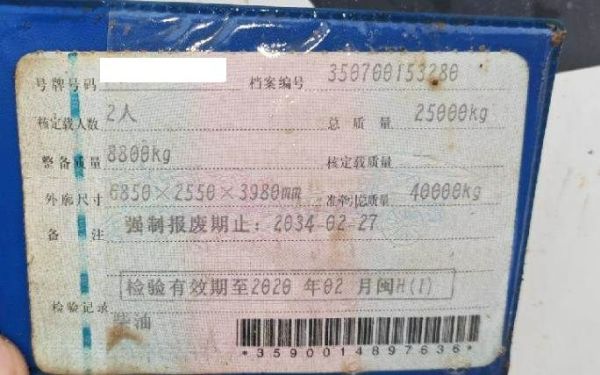 号牌号码 档案编号 350700153280
核定载人数 2人 总质量 25000kg
整备质量 8800kg 核定载质量
外廓尺寸 6850×2550×3980mm 准牵引总质量 40000kg
备注 强制报废期止：2034-02-27
检验有效期至2020年02月闽H(1)
检验记录
柴油
*3590014897636*